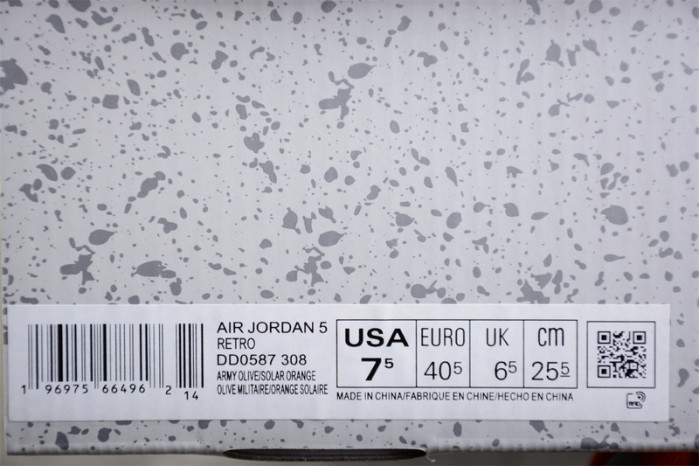 AIR JORDAN 5
RETRO
DD0587 308
ARMY OLIVE/SOLAR ORANGE
OLIVE MILITAIRE/ORANGE SOLAIRE
1 96975 66496 2 14
USA EURO UK cm
7⁵ 40⁵ 6⁵ 25⁵
MADE IN CHINA/FABRIQUE EN CHINE/HECHO EN CHINA